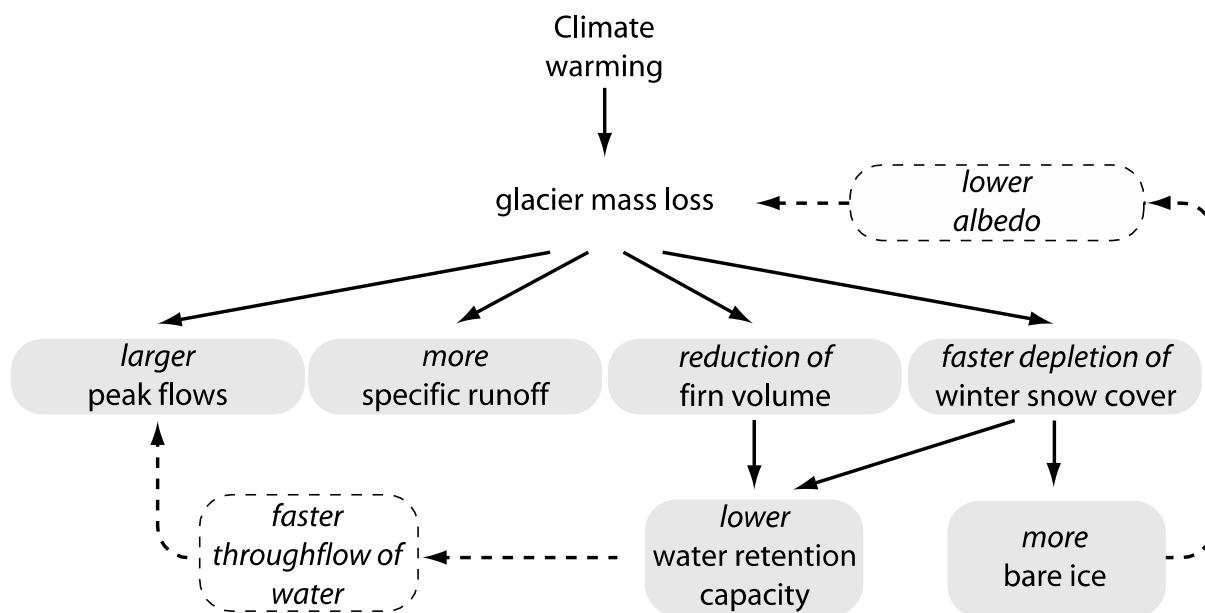 Climate
warming
glacier mass loss
lower
albedo
larger
peak flows
more
specific runoff
reduction of
firn volume
faster depletion of
winter snow cover
faster
throughflow of
water
lower
water retention
capacity
more
bare ice